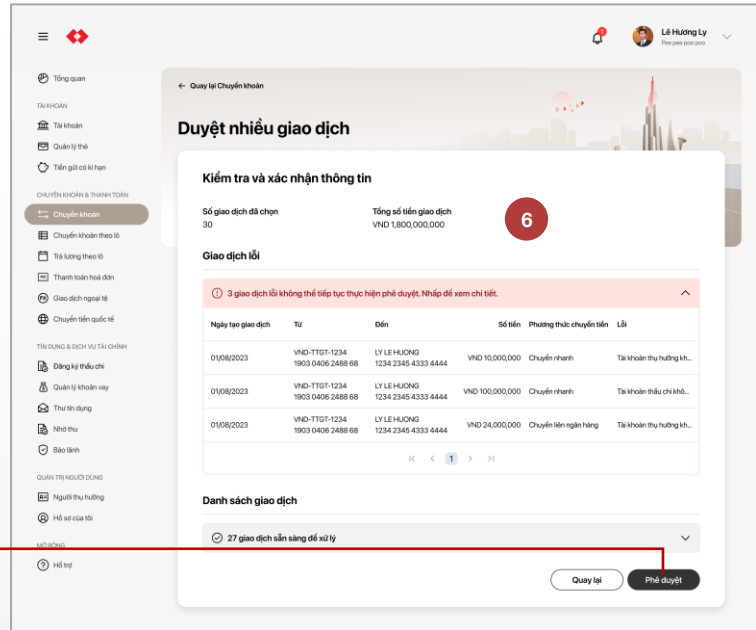 Lê Hương Ly
Pee pee poo poo
Tổng quan
TÀI KHOẢN
Tài khoản
Quản lý thẻ
Tiền gửi có kì hạn
CHUYỂN KHOẢN & THANH TOÁN
Chuyển khoản
Chuyển khoản theo lô
Trả lương theo lô
Thanh toán hoá đơn
Giao dịch ngoại tệ
Chuyển tiền quốc tế
TÍN DỤNG & DỊCH VỤ TÀI CHÍNH
Đăng ký thấu chi
Quản lý khoản vay
Thư tín dụng
Nhờ thu
Bảo lãnh
QUẢN TRỊ NGƯỜI DÙNG
Người thụ hưởng
Hồ sơ của tôi
MỞ RỘNG
Hỗ trợ
Quay lại Chuyển khoản
Duyệt nhiều giao dịch
Kiểm tra và xác nhận thông tin
Số giao dịch đã chọn Tổng số tiền giao dịch
30 VND 1,800,000,000
6
Giao dịch lỗi
3 giao dịch lỗi không thể tiếp tục thực hiện phê duyệt. Nhấp để xem chi tiết.
Ngày tạo giao dịch Từ Đến Số tiền Phương thức chuyển tiền Lỗi
01/08/2023 VND-TTGT-1234 LY LE HUONG VND 10,000,000 Chuyển nhanh Tài khoản thụ hưởng kh...
1903 0406 2488 68 1234 2345 4333 4444
01/08/2023 VND-TTGT-1234 LY LE HUONG VND 100,000,000 Chuyển nhanh Tài khoản thấu chi khô...
1903 0406 2488 68 1234 2345 4333 4444
01/08/2023 VND-TTGT-1234 LY LE HUONG VND 24,000,000 Chuyển liên ngân hàng Tài khoản thụ hưởng kh...
1903 0406 2488 68 1234 2345 4333 4444
1
Danh sách giao dịch
27 giao dịch sẵn sàng để xử lý
Quay lại Phê duyệt